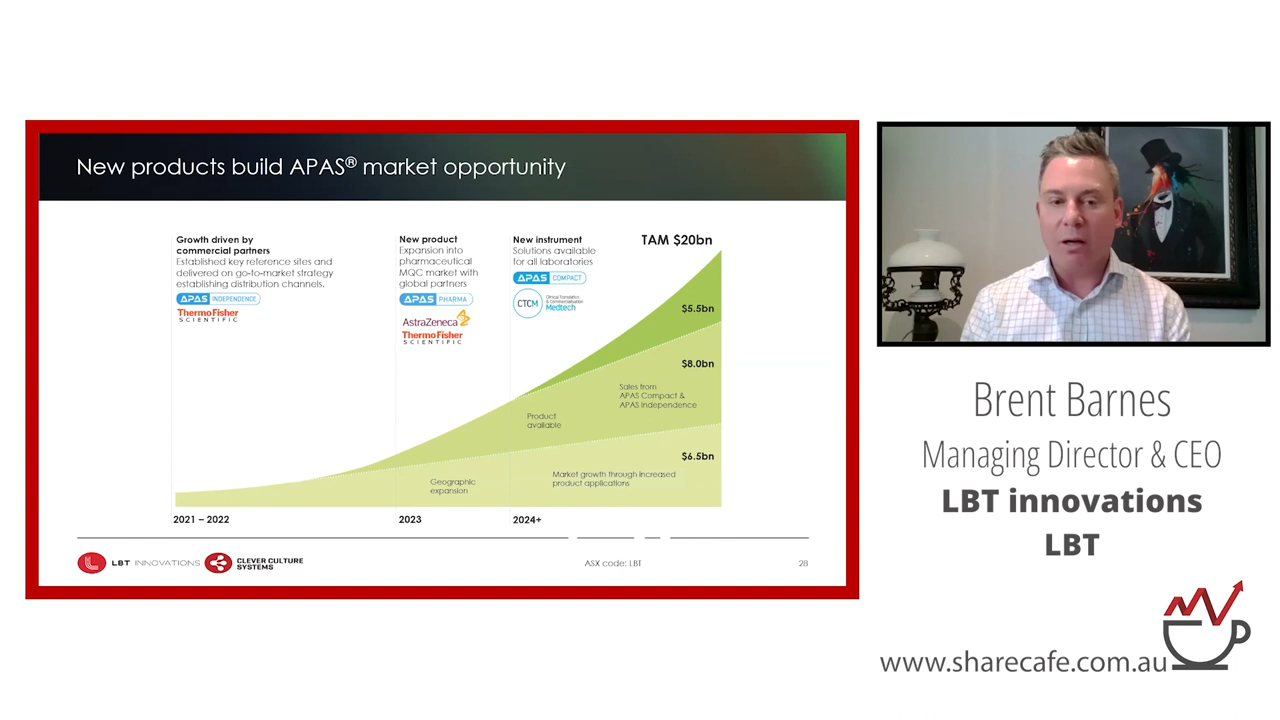 New products build APAS® market opportunity
Growth driven by
commercial partners
Established key reference sites and
delivered on go-to-market strategy
establishing distribution channels.
APAS INDEPENDENCE
ThermoFisher
SCIENTIFIC
New product
Expansion into
pharmaceutical
MQC market with
global partners
APAS PHARMA
AstraZeneca
ThermoFisher
SCIENTIFIC
New instrument
Solutions available
for all laboratories
APAS COMPACT
CTCM
Clinical Translation
& Commercialisation
Medtech
TAM $20bn
$5.5bn
$8.0bn
Sales from
APAS Compact &
APAS Independence
Product
available
$6.5bn
Market growth through increased
product applications
Geographic
expansion
2021 – 2022
2023
2024+
LBT INNOVATIONS
CLEVER CULTURE
SYSTEMS
ASX code: LBT
28
Brent Barnes
Managing Director & CEO
LBT innovations
LBT
www.sharecafe.com.au